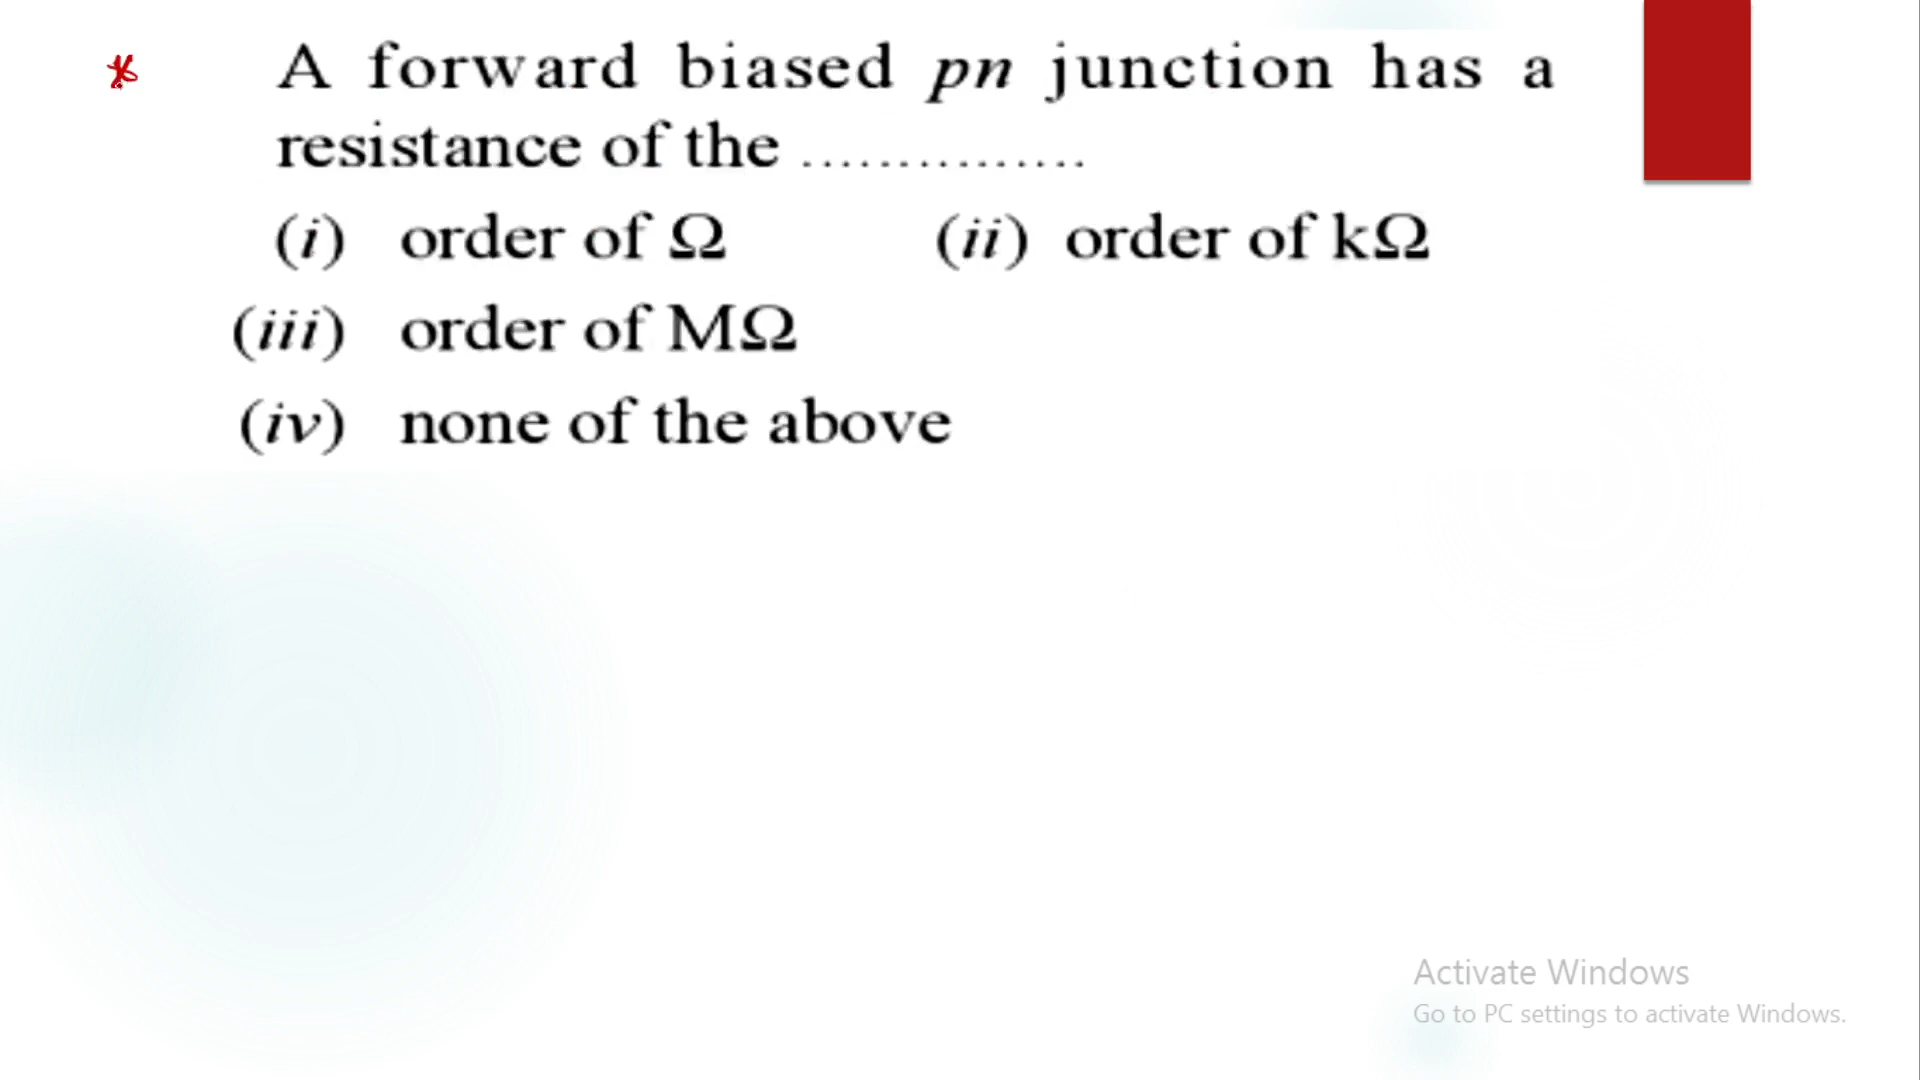 A forward biased pn junction has a
resistance of the ...............
(i) order of Ω (ii) order of kΩ
(iii) order of MΩ
(iv) none of the above
Activate Windows
Go to PC settings to activate Windows.